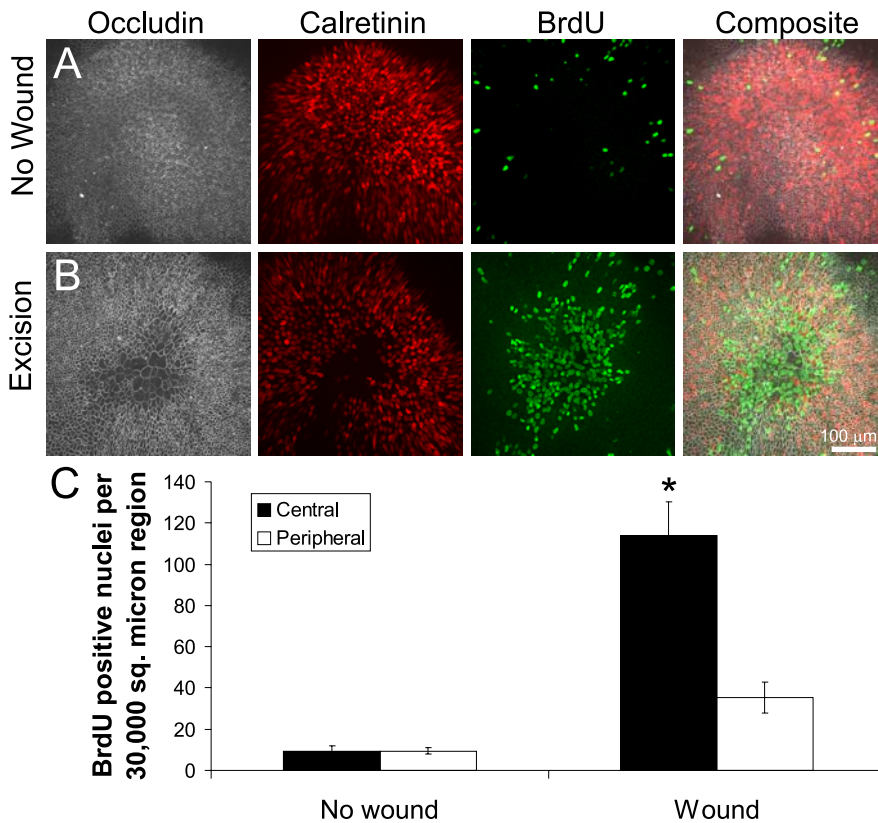 Occludin Calretinin BrdU Composite
No Wound
A
Excision
B
100 μm
C
BrdU positive nuclei per
30,000 sq. micron region
140
120
100
80
60
40
20
0
Central
Peripheral
*
No wound Wound